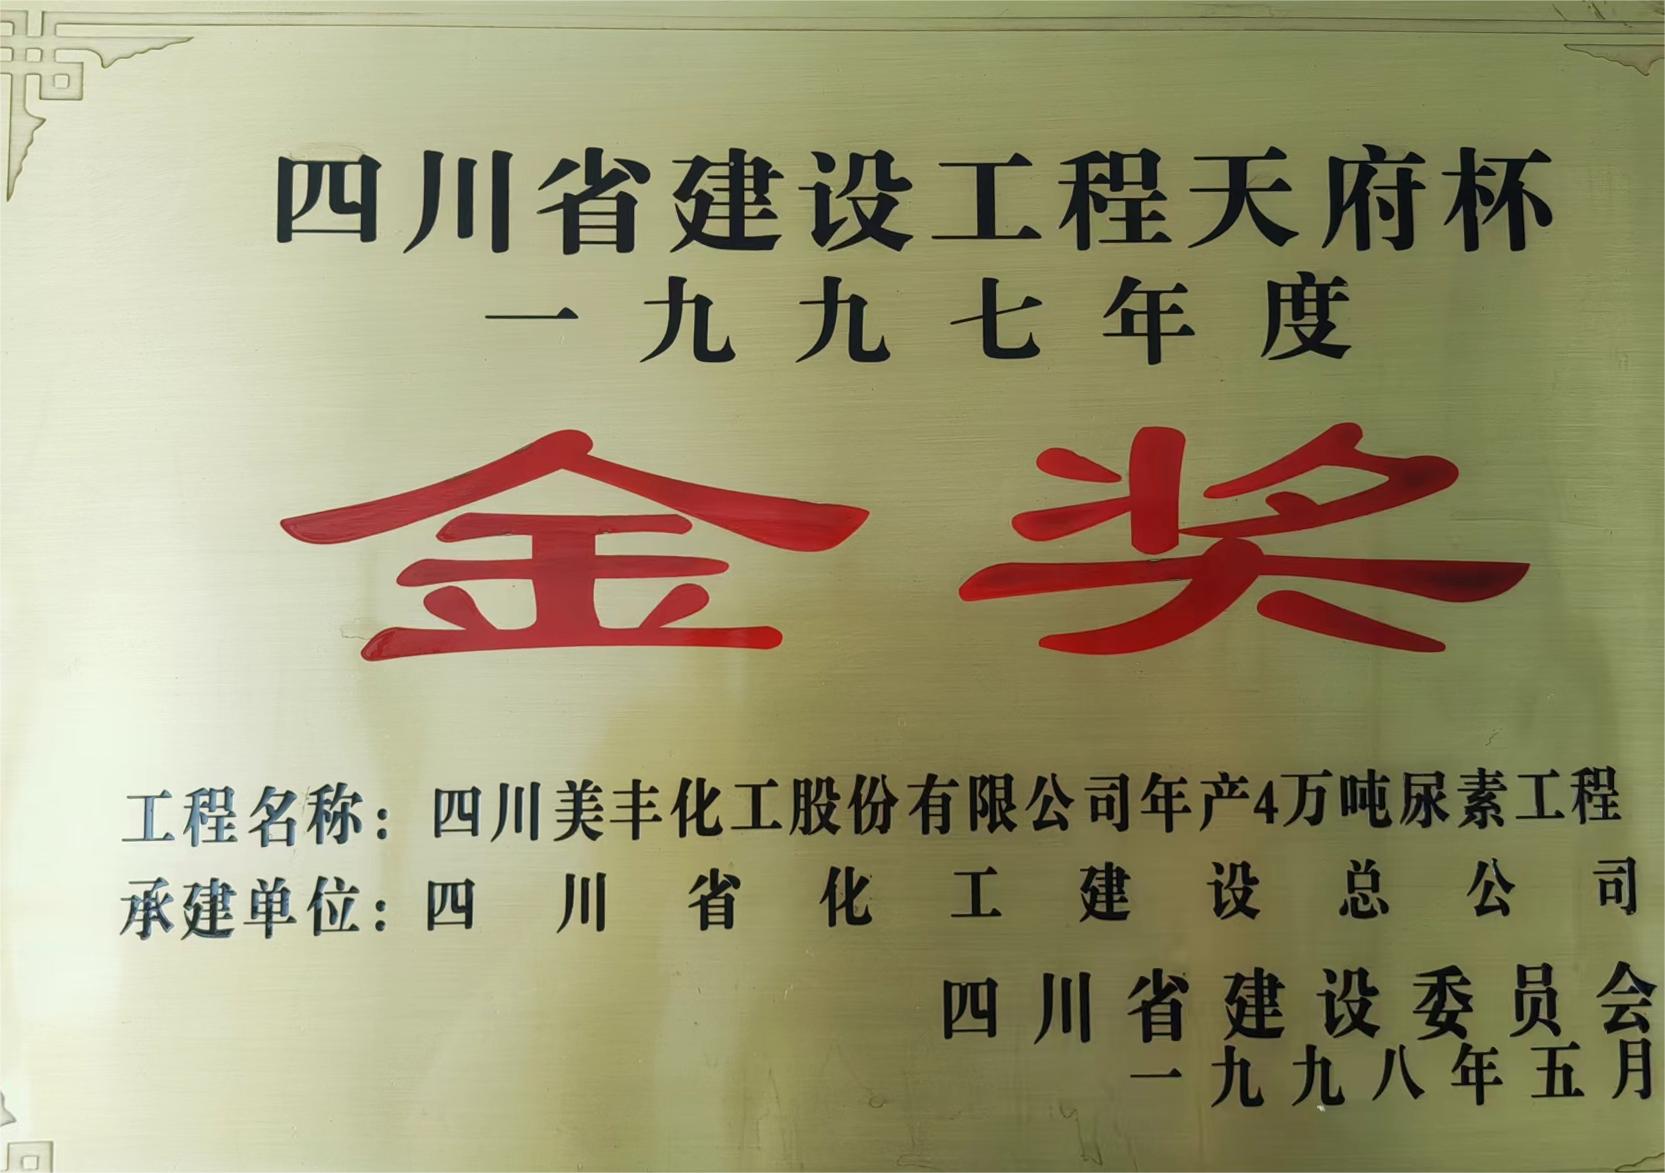 四川省建设工程天府杯
一九九七年度
金奖
工程名称：四川美丰化工股份有限公司年产4万吨尿素工程
承建单位：四川省化工建设总公司
四川省建设委员会
一九九八年五月